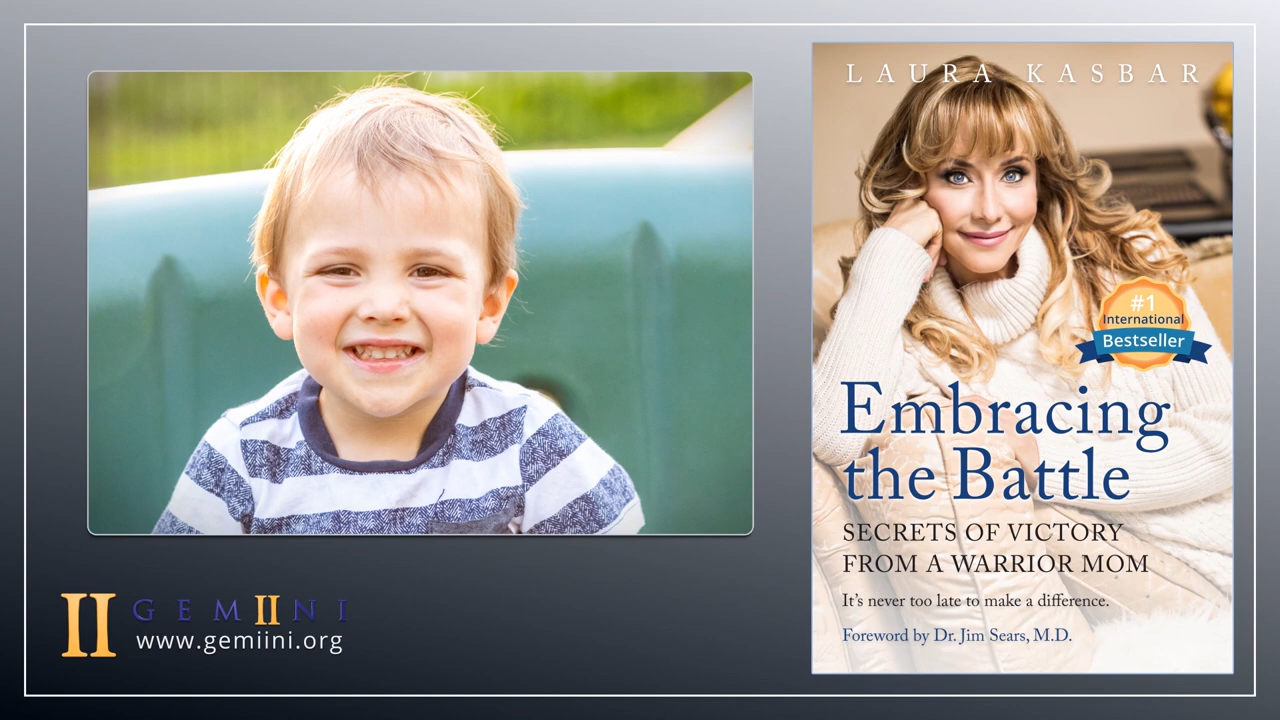 LAURA KASBAR
#1
International
Bestseller
Embracing
the Battle
SECRETS OF VICTORY
FROM A WARRIOR MOM
It's never too late to make a difference.
Foreword by Dr. Jim Sears, M.D.
II GEMIINI
www.gemiini.org